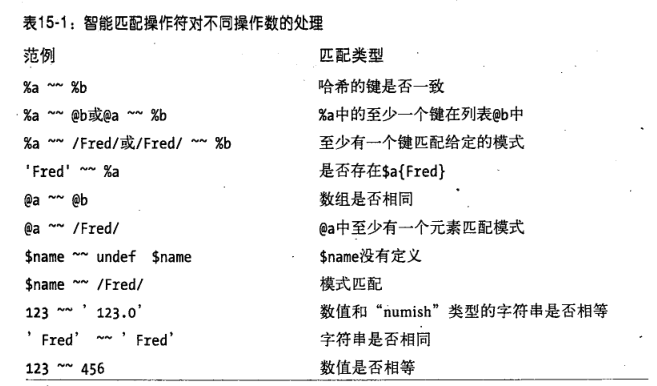 表15-1：智能匹配操作符对不同操作数的处理
范例 匹配类型
%a ~~ %b 哈希的键是否一致
%a ~~ @b或@a ~~ %b %a中的至少一个键在列表@b中
%a ~~ /Fred/或/Fred/ ~~ %b 至少有一个键匹配给定的模式
'Fred' ~~ %a 是否存在$a{Fred}
@a ~~ @b 数组是否相同
@a ~~ /Fred/ @a中至少有一个元素匹配模式
$name ~~ undef $name $name没有定义
$name ~~ /Fred/ 模式匹配
123 ~~ ’ 123.0’ 数值和“numish”类型的字符串是否相等
’ Fred’ ~~ ’ Fred’ 字符串是否相同
123 ~~ 456 数值是否相等